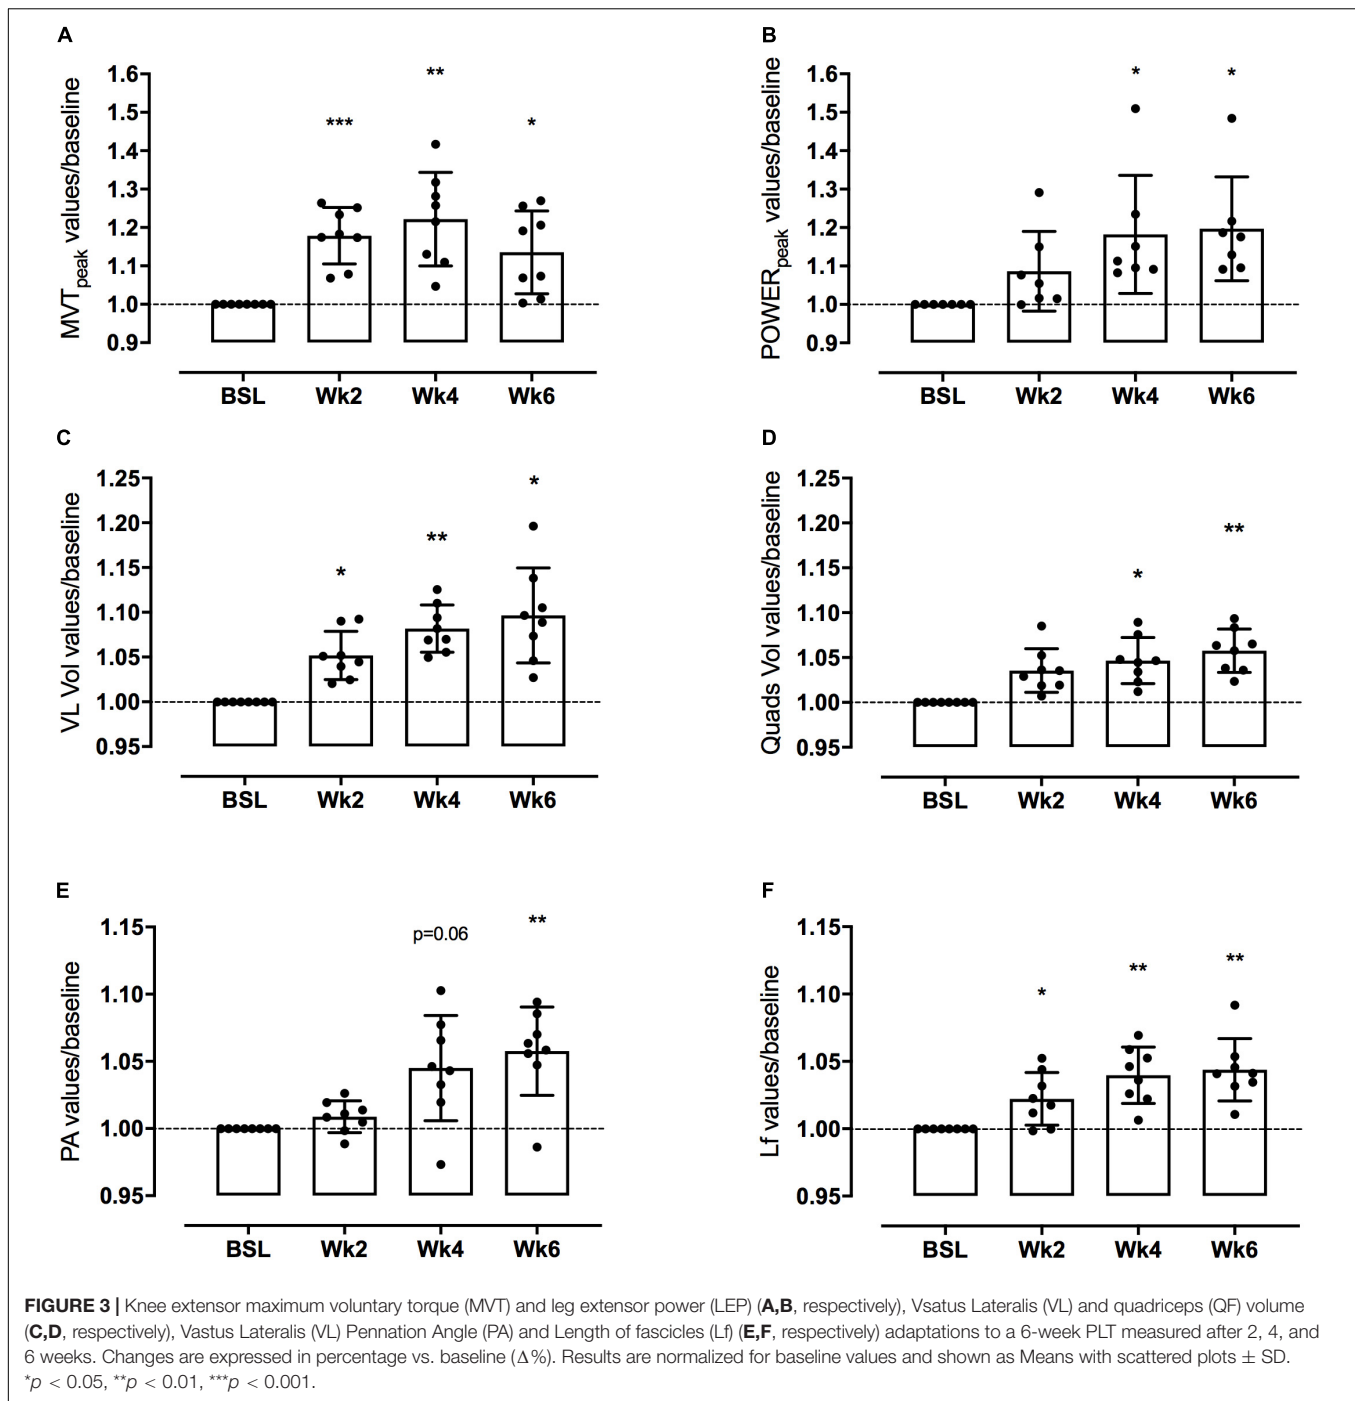 A
MVTpeak values/baseline
1.6
1.5
1.4
1.3
1.2
1.1
1.0
0.9
***
**
*
BSL Wk2 Wk4 Wk6
B
POWERpeak values/baseline
1.6
1.5
1.4
1.3
1.2
1.1
1.0
0.9
*
*
BSL Wk2 Wk4 Wk6
C
VL Vol values/baseline
1.25
1.20
1.15
1.10
1.05
1.00
0.95
*
**
*
BSL Wk2 Wk4 Wk6
D
Quads Vol values/baseline
1.25
1.20
1.15
1.10
1.05
1.00
0.95
*
**
BSL Wk2 Wk4 Wk6
E
PA values/baseline
1.15
1.10
1.05
1.00
0.95
p=0.06
**
BSL Wk2 Wk4 Wk6
F
Lf values/baseline
1.15
1.10
1.05
1.00
0.95
*
**
**
BSL Wk2 Wk4 Wk6
FIGURE 3 | Knee extensor maximum voluntary torque (MVT) and leg extensor power (LEP) (A,B, respectively), Vsatus Lateralis (VL) and quadriceps (QF) volume
(C,D, respectively), Vastus Lateralis (VL) Pennation Angle (PA) and Length of fascicles (Lf) (E,F, respectively) adaptations to a 6-week PLT measured after 2, 4, and
6 weeks. Changes are expressed in percentage vs. baseline (Δ%). Results are normalized for baseline values and shown as Means with scattered plots ± SD.
*p < 0.05, **p < 0.01, ***p < 0.001.